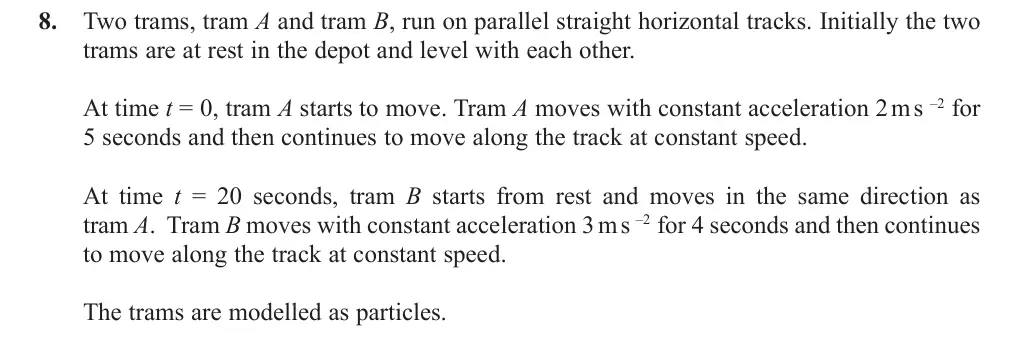 8. Two trams, tram A and tram B, run on parallel straight horizontal tracks. Initially the two
trams are at rest in the depot and level with each other.
At time t = 0, tram A starts to move. Tram A moves with constant acceleration 2 m s⁻² for
5 seconds and then continues to move along the track at constant speed.
At time t = 20 seconds, tram B starts from rest and moves in the same direction as
tram A. Tram B moves with constant acceleration 3 m s⁻² for 4 seconds and then continues
to move along the track at constant speed.
The trams are modelled as particles.